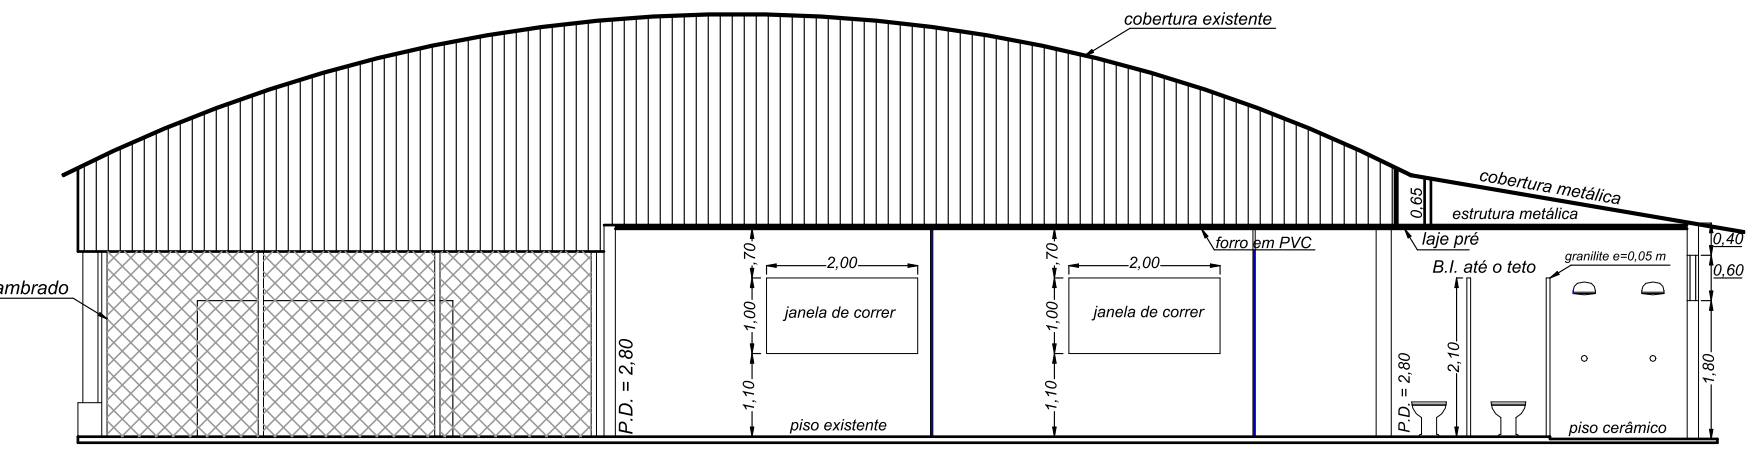 cobertura existente
cobertura metálica
0,65
estrutura metálica
forro em PVC
laje pré
0,40
,70
2,00
,70
2,00
B.I. até o teto
granilite e=0,05 m
0,60
ambrado
1,00
janela de correr
1,00
janela de correr
P.D. = 2,80
1,10
1,10
P.D. = 2,80
2,10
1,80
piso existente
piso cerâmico